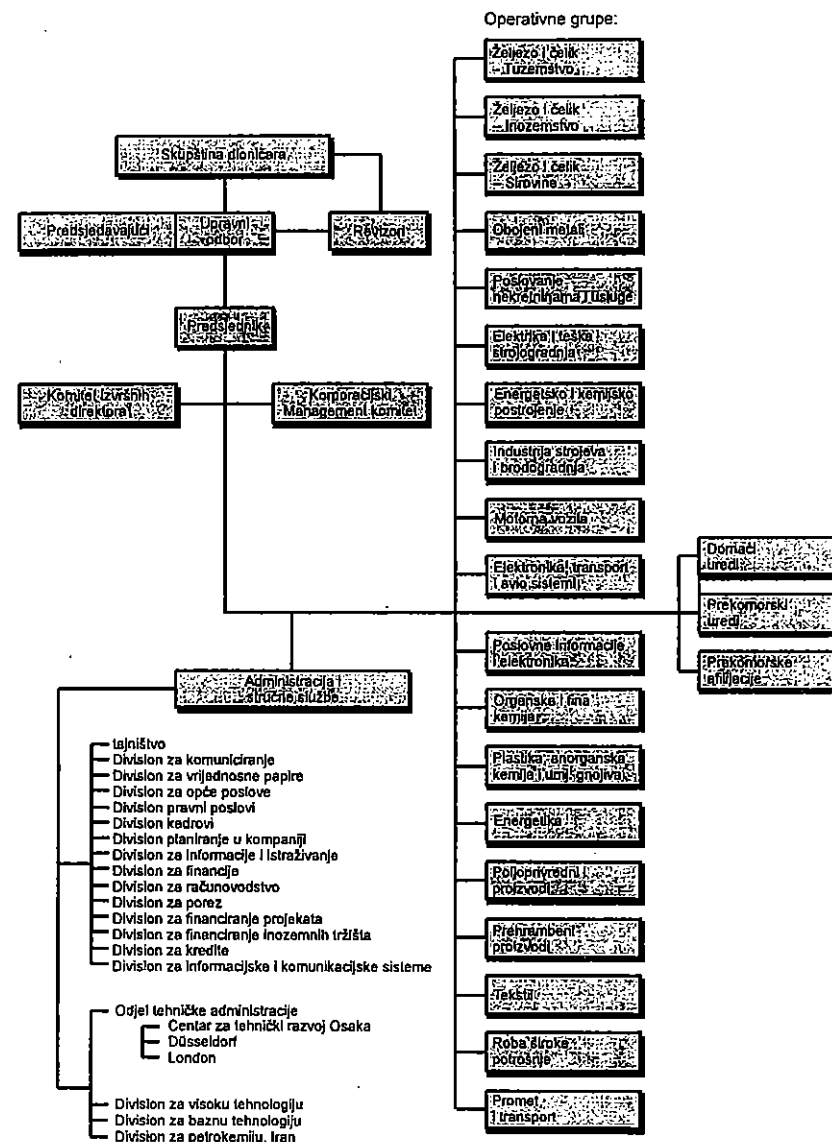 Operativne grupe:
Željezo i čelik
– Tuzemstvo
Željezo i čelik
– Inozemstvo
Željezo i čelik
– Sirovine
Obojeni metali
Poslovanje
nekretninama i usluge
Elektrika i teška
strojogradnja
Energetsko i kemijsko
postrojenje
Industrija strojeva
i brodogradnja
Motorna vozila
Elektronika, transport
i avio sistemi
Poslovne informacije
i elektronika
Organska i fina
kemija
Plastika, anorganska
kemija i umj. gnojiva
Energetika
Poljoprivredni
proizvodi
Prehrambeni
proizvodi
Tekstil
Roba široke
potrošnje
Promet
i transport
Skupština dioničara
Predsjedavajući
Upravni
odbor
Revizori
Predsjednik
Komitet izvršnih
direktora
Korporacijski
Management komitet
Domaći
uredi
Prekomorski
uredi
Prekomorske
afilijacije
Administracija i
stručne službe
tajništvo
Division za komuniciranje
Division za vrijednosne papire
Division za opće poslove
Division pravni poslovi
Division kadrovi
Division planiranje u kompaniji
Division za informacije i istraživanje
Division za financije
Division za računovodstvo
Division za porez
Division za financiranje projekata
Division za financiranje inozemnih tržišta
Division za kredite
Division za informacijske i komunikacijske sisteme
Odjel tehničke administracije
Centar za tehnički razvoj Osaka
Düsseldorf
London
Division za visoku tehnologiju
Division za baznu tehnologiju
Division za petrokemiju, Iran